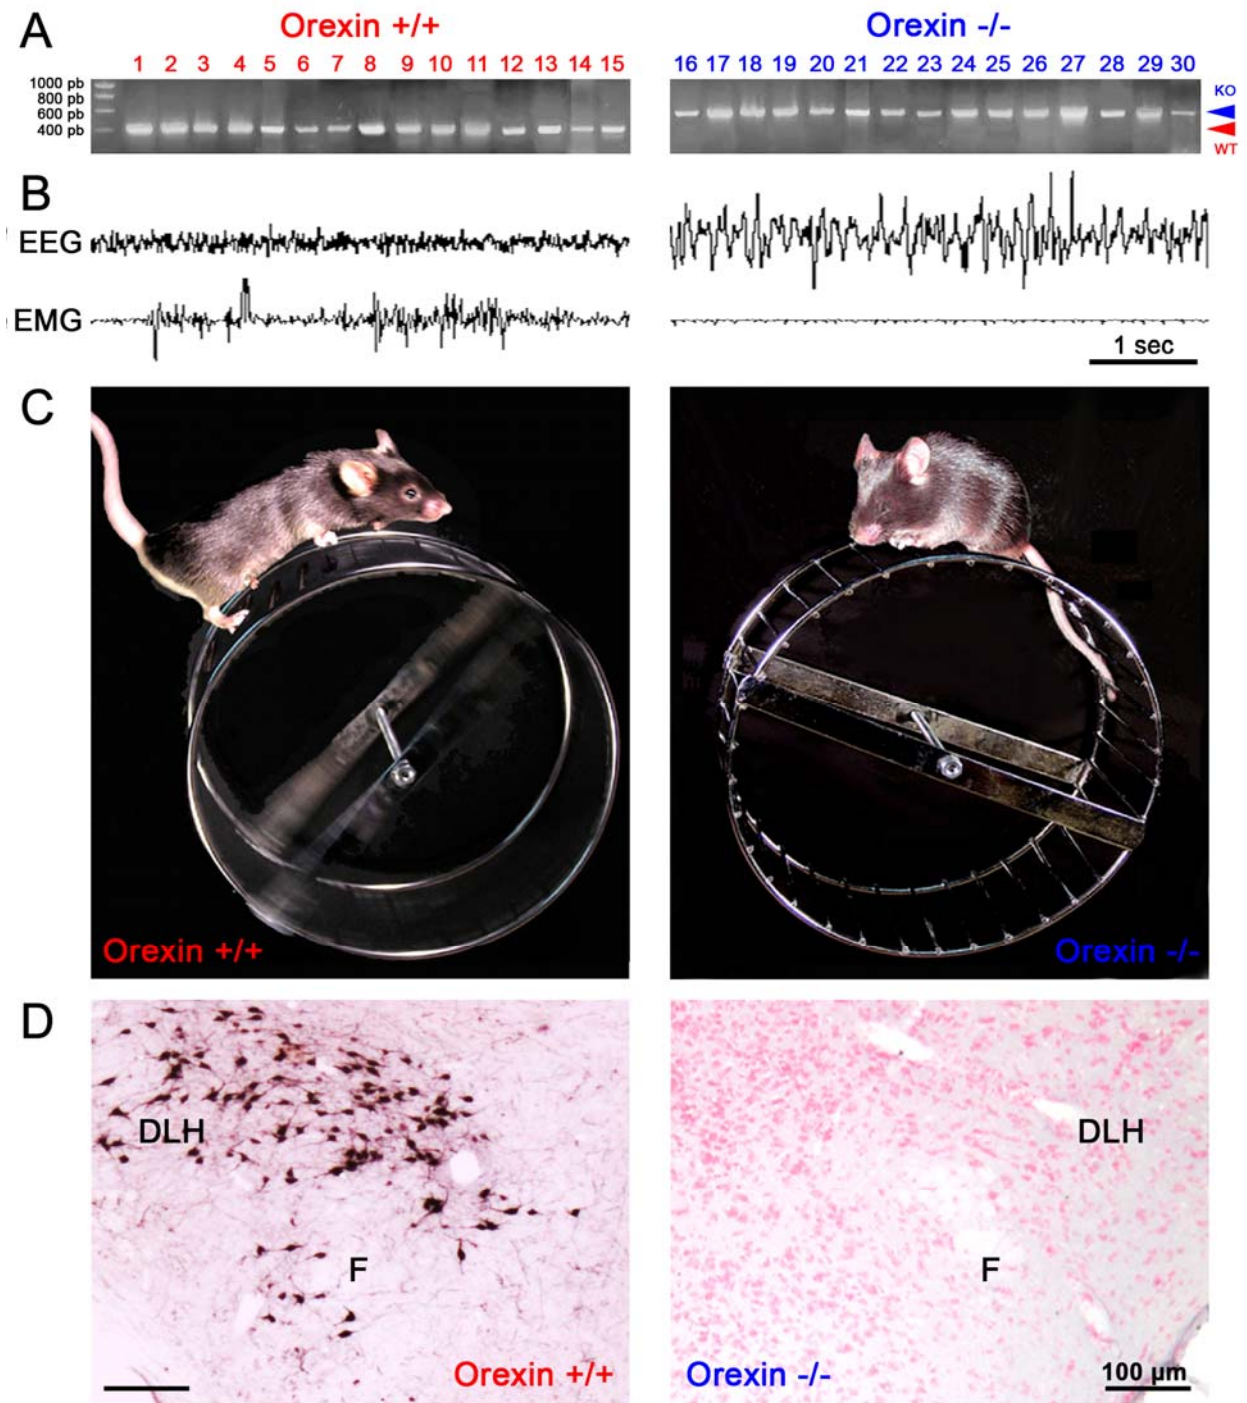 A
Orexin +/+
Orexin -/-
1 2 3 4 5 6 7 8 9 10 11 12 13 14 15
16 17 18 19 20 21 22 23 24 25 26 27 28 29 30
1000 pb
800 pb
600 pb
400 pb
KO
WT
B
EEG
EMG
1 sec
C
Orexin +/+
Orexin -/-
D
DLH
F
Orexin +/+
DLH
F
Orexin -/-
100 µm